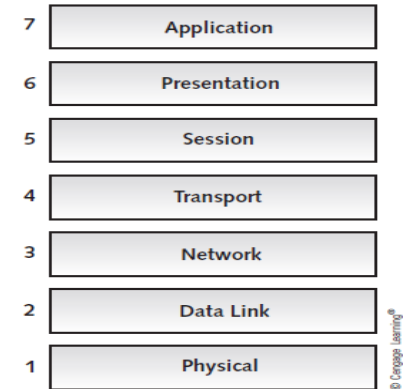 7 Application
6 Presentation
5 Session
4 Transport
3 Network
2 Data Link
1 Physical
© Cengage Learning®